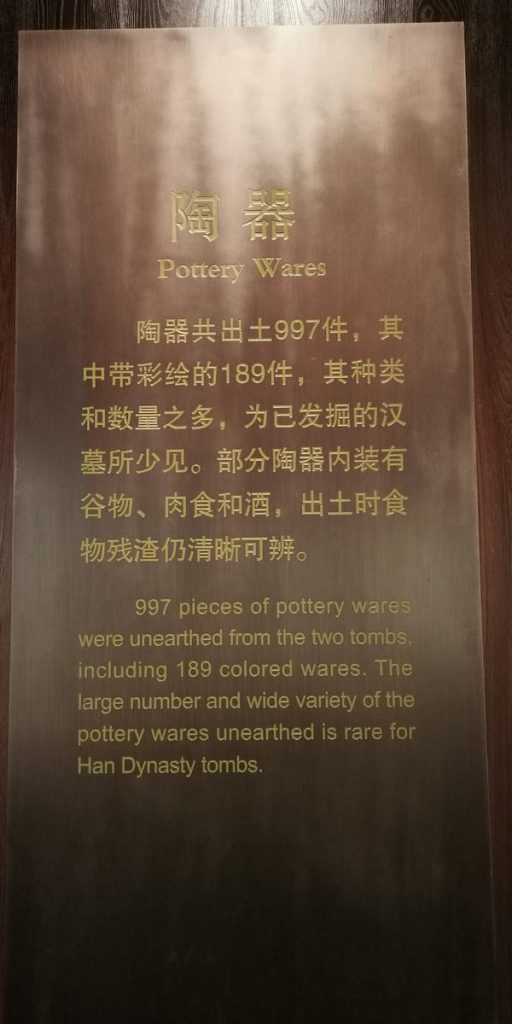 陶器
Pottery Wares
陶器共出土997件，其
中带彩绘的189件，其种类
和数量之多，为已发掘的汉
墓所少见。部分陶器内装有
谷物、肉食和酒，出土时食
物残渣仍清晰可辨。
997 pieces of pottery wares
were unearthed from the two tombs,
including 189 colored wares. The
large number and wide variety of the
pottery wares unearthed is rare for
Han Dynasty tombs.